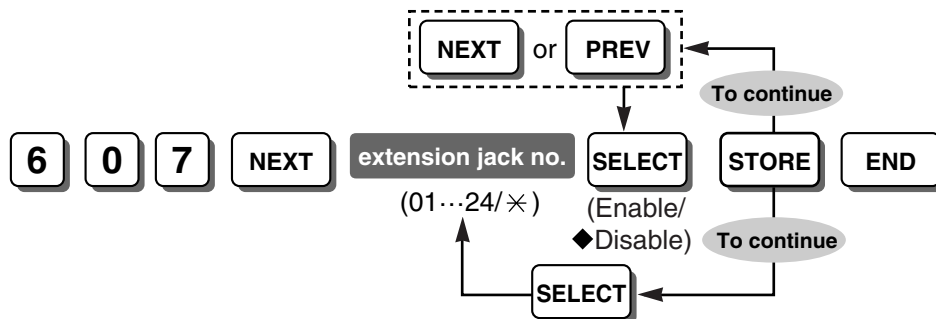 NEXT or PREV
To continue
6 0 7 NEXT extension jack no. SELECT STORE END
(01···24/✳) (Enable/
◆Disable)
To continue
SELECT